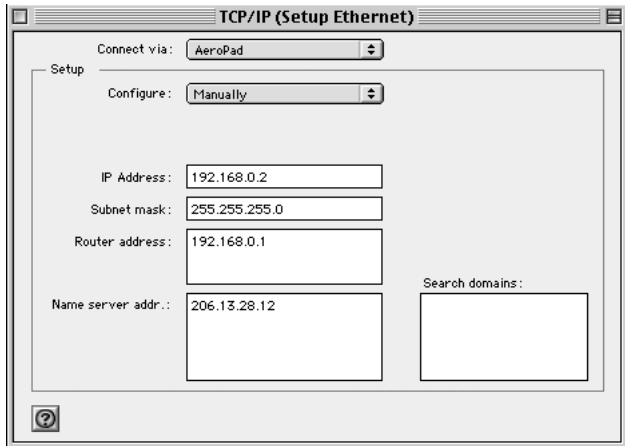 TCP/IP (Setup Ethernet)
Connect via: AeroPad
Setup
Configure: Manually
IP Address: 192.168.0.2
Subnet mask: 255.255.255.0
Router address: 192.168.0.1
Search domains:
Name server addr.: 206.13.28.12
?